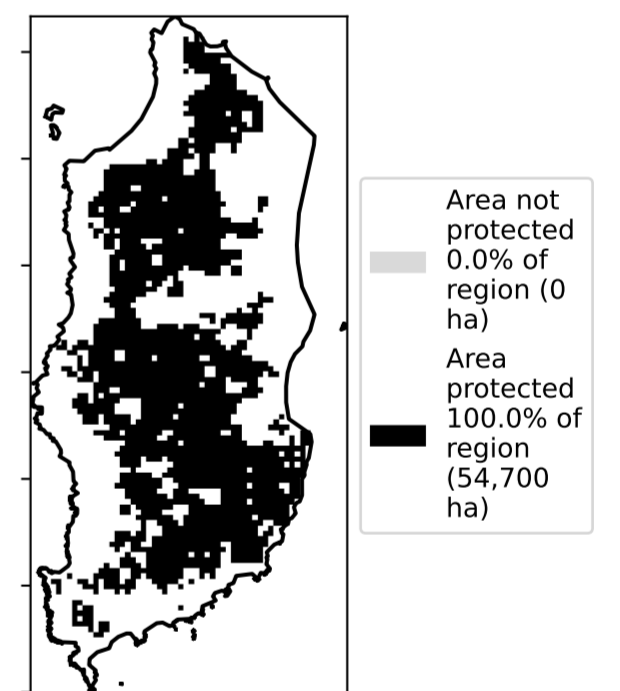 Area not
protected
0.0% of
region (0
ha)
Area
protected
100.0% of
region
(54,700
ha)